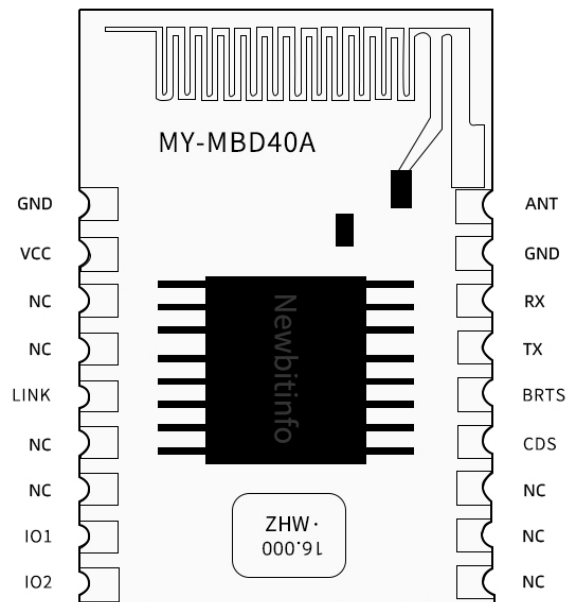 MY-MBD40A
GND
VCC
NC
NC
LINK
NC
NC
IO1
IO2
ANT
GND
RX
TX
BRTS
CDS
NC
NC
NC
Newbitinfo
16.000
·MHZ